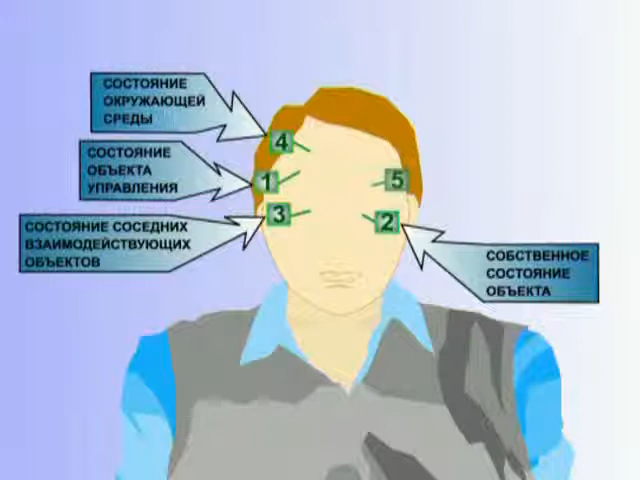 СОСТОЯНИЕ
ОКРУЖАЮЩЕЙ
СРЕДЫ
4
СОСТОЯНИЕ
ОБЪЕКТА
УПРАВЛЕНИЯ
1
5
СОСТОЯНИЕ СОСЕДНИХ
ВЗАИМОДЕЙСТВУЮЩИХ
ОБЪЕКТОВ
3
2
СОБСТВЕННОЕ
СОСТОЯНИЕ
ОБЪЕКТА